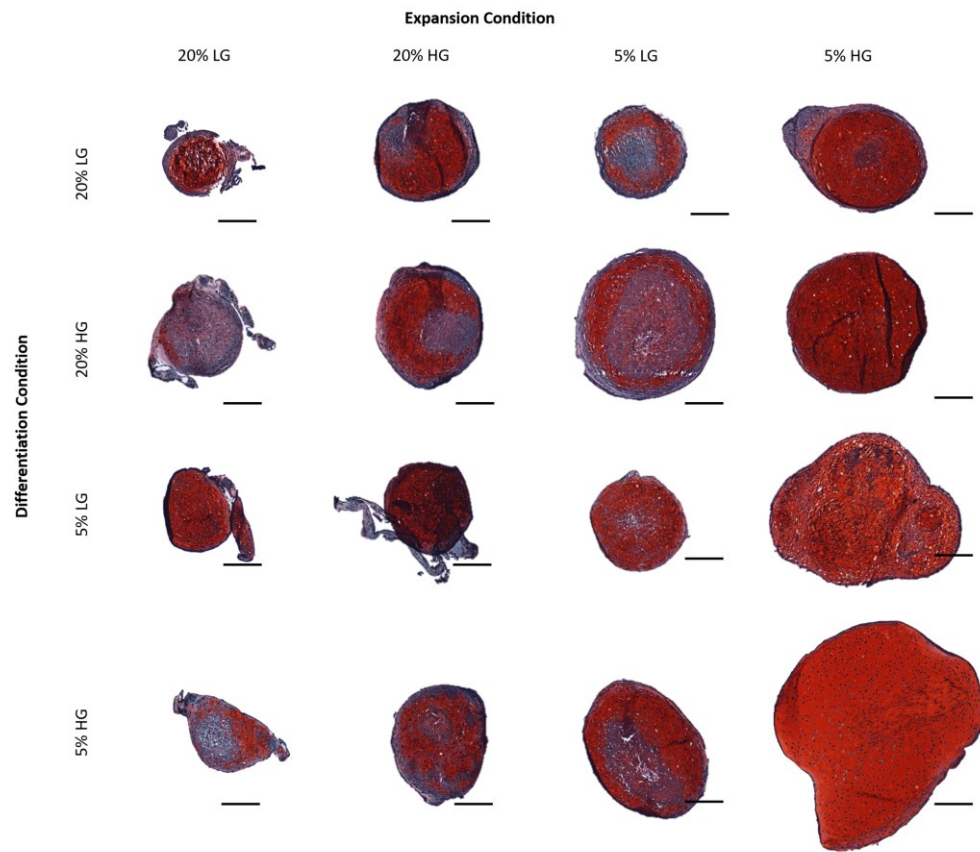 Expansion Condition
20% LG
20% HG
5% LG
5% HG
Differentiation Condition
20% LG
20% HG
5% LG
5% HG